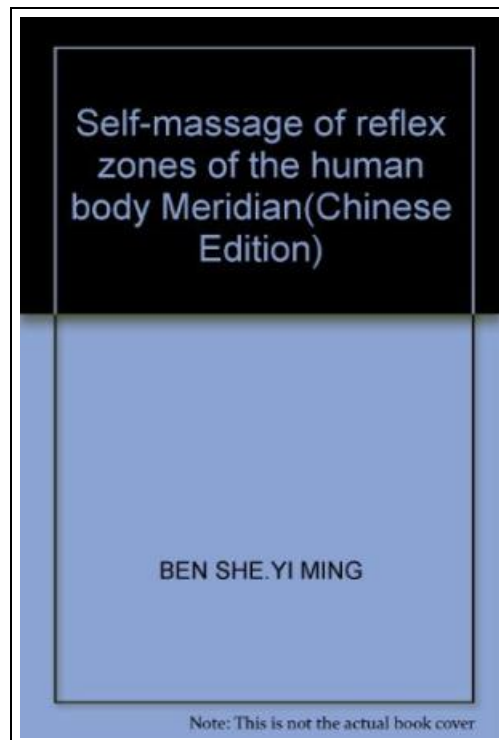 Self-massage of reflex
zones of the human
body Meridian(Chinese
Edition)
BEN SHE.YI MING
Note: This is not the actual book cover